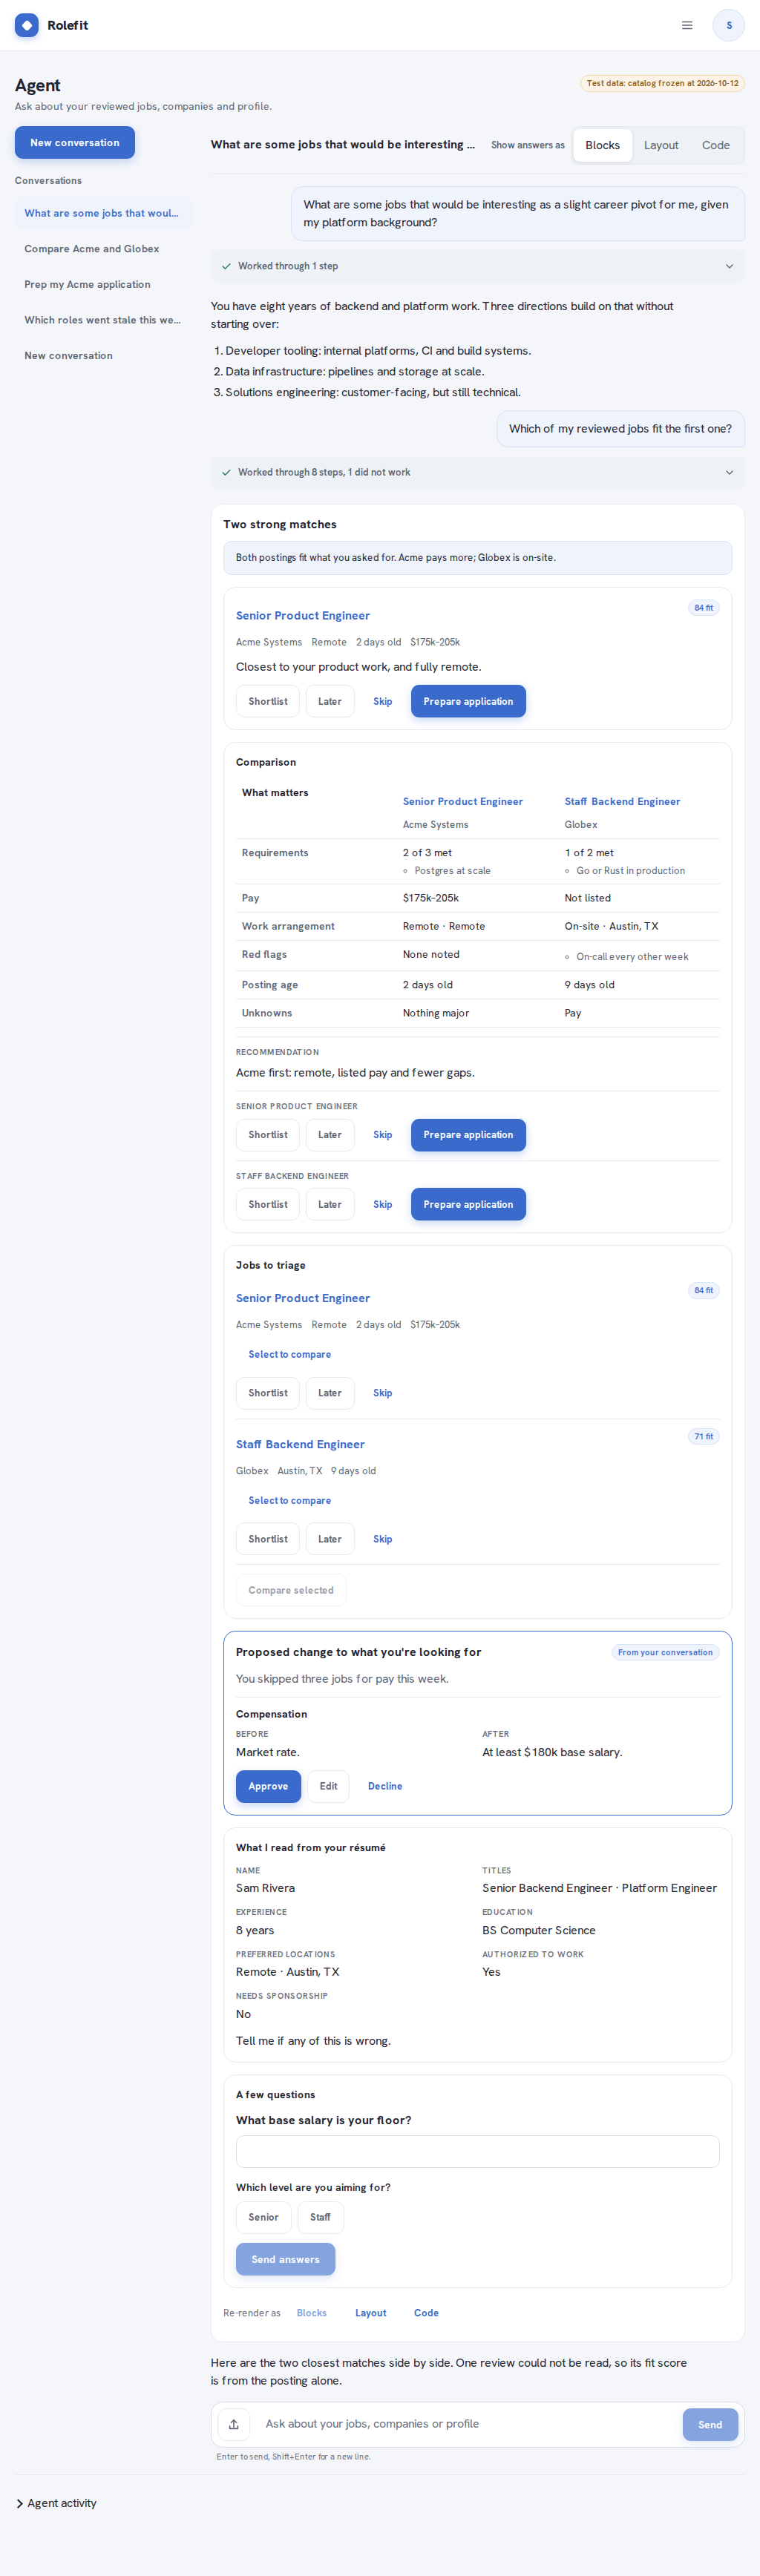 Rolefit
S
Agent
Test data: catalog frozen at 2026-10-12
Ask about your reviewed jobs, companies and profile.
New conversation
Conversations
What are some jobs that woul...
Compare Acme and Globex
Prep my Acme application
Which roles went stale this we...
New conversation
What are some jobs that would be interesting ...
Show answers as
Blocks
Layout
Code
What are some jobs that would be interesting as a slight career pivot for me, given
my platform background?
Worked through 1 step
You have eight years of backend and platform work. Three directions build on that without
starting over:
1. Developer tooling: internal platforms, CI and build systems.
2. Data infrastructure: pipelines and storage at scale.
3. Solutions engineering: customer-facing, but still technical.
Which of my reviewed jobs fit the first one?
Worked through 8 steps, 1 did not work
Two strong matches
Both postings fit what you asked for. Acme pays more; Globex is on-site.
Senior Product Engineer
84 fit
Acme Systems Remote 2 days old $175k-205k
Closest to your product work, and fully remote.
Shortlist Later Skip Prepare application
Comparison
What matters
Senior Product Engineer
Staff Backend Engineer
Acme Systems
Globex
Requirements
2 of 3 met
1 of 2 met
Postgres at scale
Go or Rust in production
Pay
$175k-205k
Not listed
Work arrangement
Remote · Remote
On-site · Austin, TX
Red flags
None noted
On-call every other week
Posting age
2 days old
9 days old
Unknowns
Nothing major
Pay
RECOMMENDATION
Acme first: remote, listed pay and fewer gaps.
SENIOR PRODUCT ENGINEER
Shortlist Later Skip Prepare application
STAFF BACKEND ENGINEER
Shortlist Later Skip Prepare application
Jobs to triage
Senior Product Engineer
84 fit
Acme Systems Remote 2 days old $175k-205k
Select to compare
Shortlist Later Skip
Staff Backend Engineer
71 fit
Globex Austin, TX 9 days old
Select to compare
Shortlist Later Skip
Compare selected
Proposed change to what you're looking for
From your conversation
You skipped three jobs for pay this week.
Compensation
BEFORE
AFTER
Market rate.
At least $180k base salary.
Approve Edit Decline
What I read from your résumé
NAME
TITLES
Sam Rivera
Senior Backend Engineer · Platform Engineer
EXPERIENCE
EDUCATION
8 years
BS Computer Science
PREFERRED LOCATIONS
AUTHORIZED TO WORK
Remote · Austin, TX
Yes
NEEDS SPONSORSHIP
No
Tell me if any of this is wrong.
A few questions
What base salary is your floor?
Which level are you aiming for?
Senior Staff
Send answers
Re-render as Blocks Layout Code
Here are the two closest matches side by side. One review could not be read, so its fit score
is from the posting alone.
Ask about your jobs, companies or profile
Send
Enter to send, Shift+Enter for a new line.
Agent activity